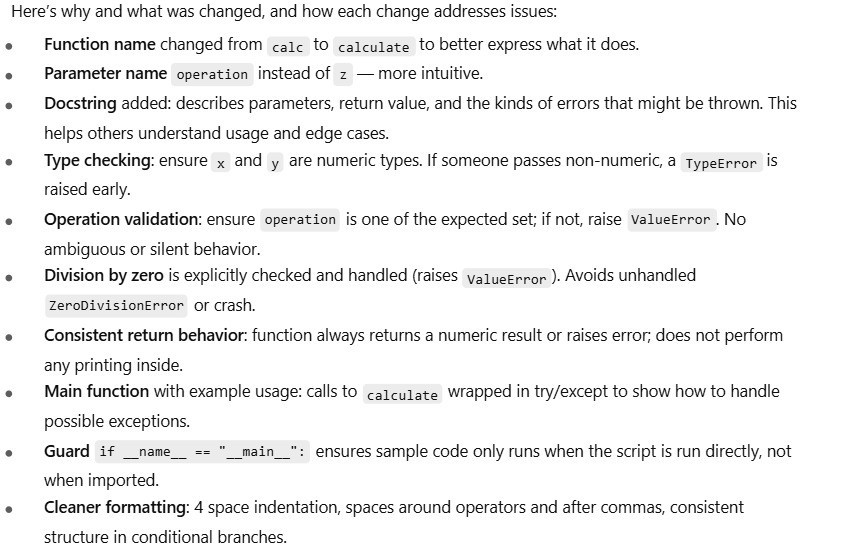 Here's why and what was changed, and how each change addresses issues:
● Function name changed from calc to calculate to better express what it does.
● Parameter name operation instead of z — more intuitive.
● Docstring added: describes parameters, return value, and the kinds of errors that might be thrown. This
helps others understand usage and edge cases.
● Type checking: ensure x and y are numeric types. If someone passes non-numeric, a TypeError is
raised early.
● Operation validation: ensure operation is one of the expected set; if not, raise ValueError . No
ambiguous or silent behavior.
● Division by zero is explicitly checked and handled (raises ValueError ). Avoids unhandled
ZeroDivisionError or crash.
● Consistent return behavior: function always returns a numeric result or raises error; does not perform
any printing inside.
● Main function with example usage: calls to calculate wrapped in try/except to show how to handle
possible exceptions.
● Guard if __name__ == "__main__": ensures sample code only runs when the script is run directly, not
when imported.
● Cleaner formatting: 4 space indentation, spaces around operators and after commas, consistent
structure in conditional branches.